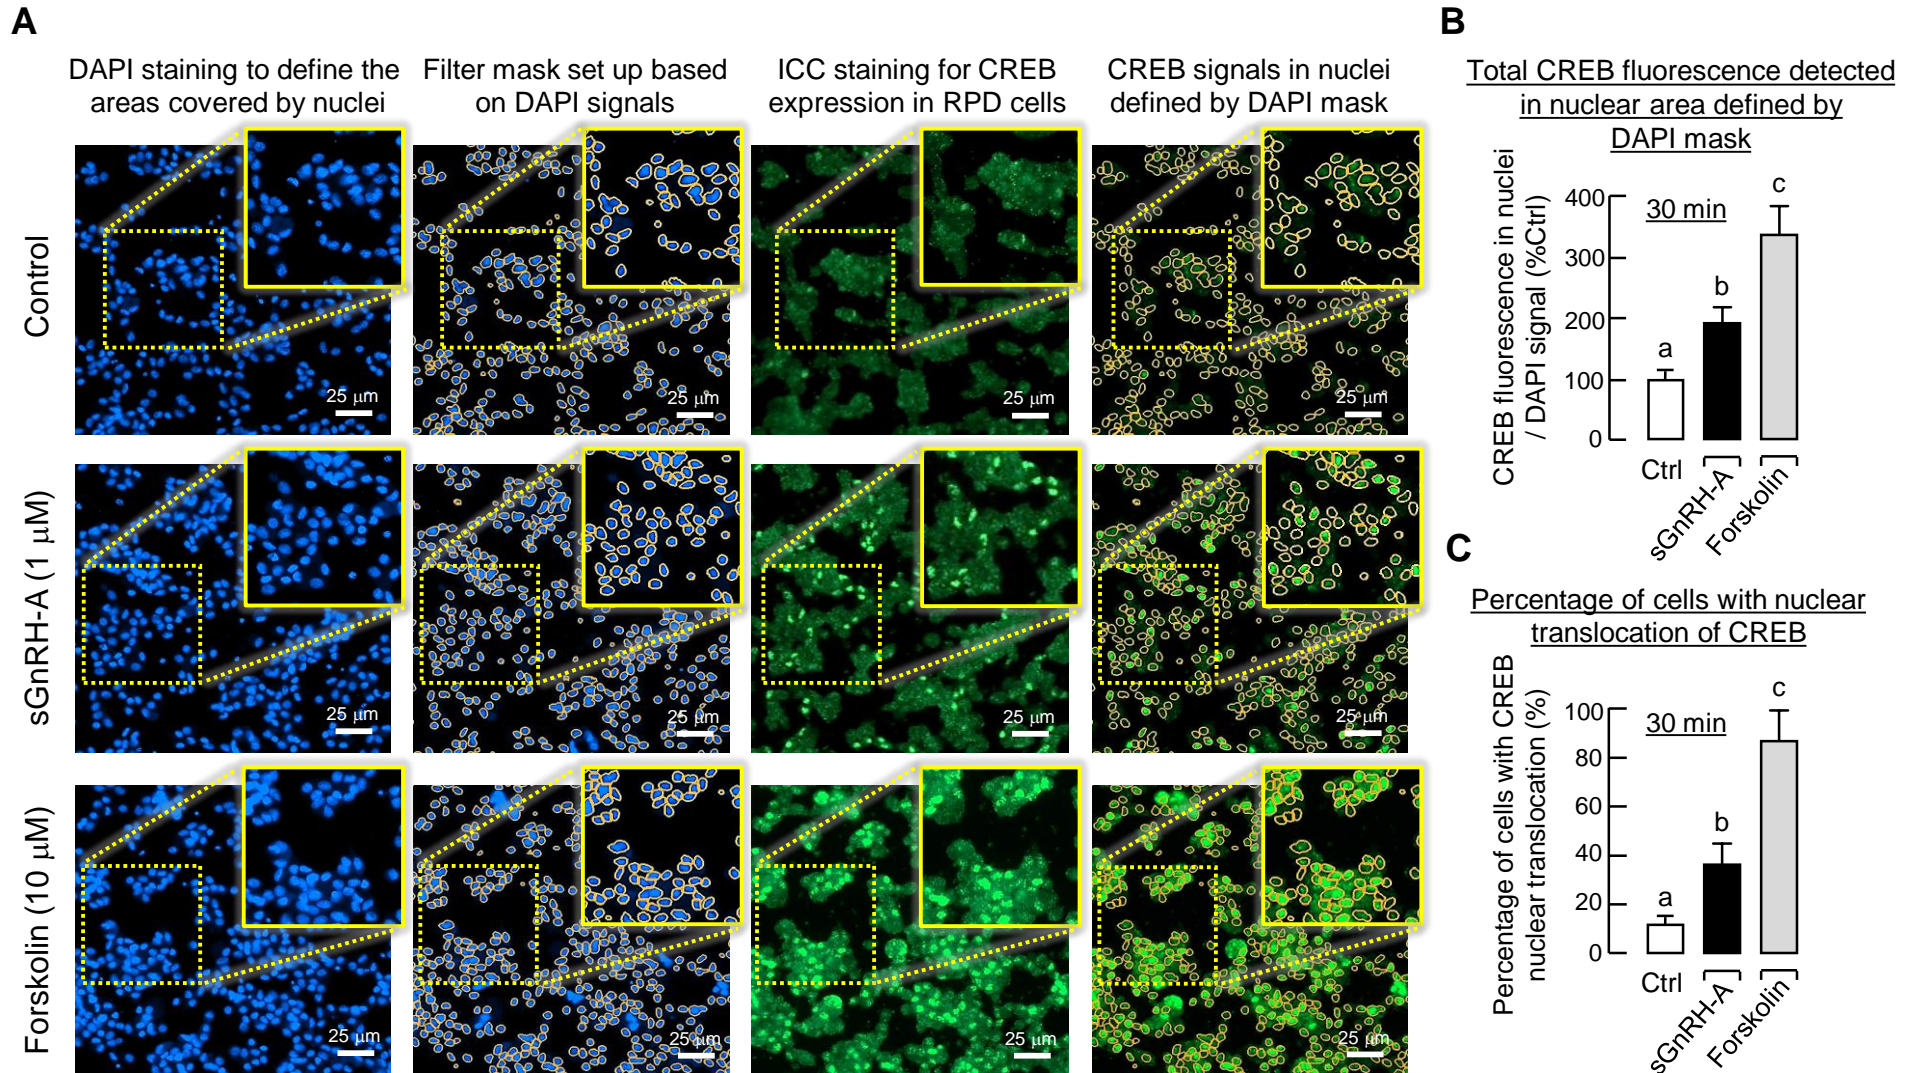 A
DAPI staining to define the
areas covered by nuclei
Filter mask set up based
on DAPI signals
ICC staining for CREB
expression in RPD cells
CREB signals in nuclei
defined by DAPI mask
Control
25 μm
25 μm
25 μm
25 μm
sGnRH-A (1 μM)
25 μm
25 μm
25 μm
25 μm
Forskolin (10 μM)
25 μm
25 μm
25 μm
25 μm
B
Total CREB fluorescence detected
in nuclear area defined by
DAPI mask
CREB fluorescence in nuclei
/ DAPI signal (%Ctrl)
400
300
200
100
0
30 min
a
b
c
Ctrl
sGnRH-A
Forskolin
C
Percentage of cells with nuclear
translocation of CREB
Percentage of cells with CREB
nuclear translocation (%)
100
80
60
40
20
0
30 min
a
b
c
Ctrl
sGnRH-A
Forskolin